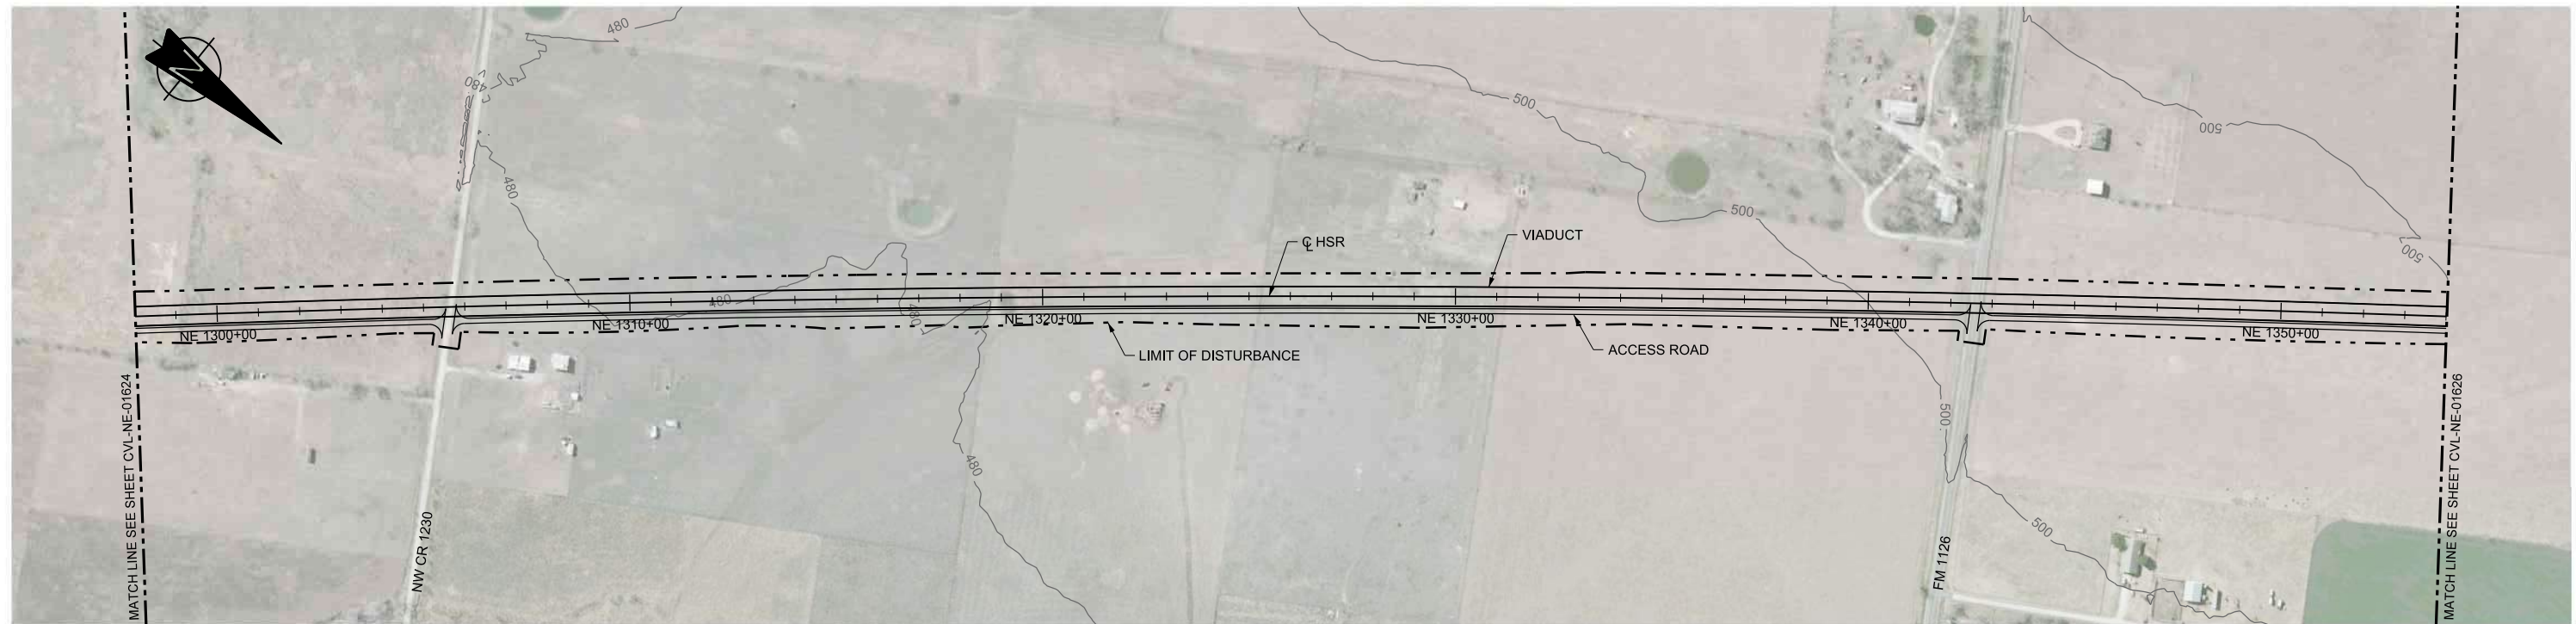 480
N
480
500
500
480
500
℄ HSR
VIADUCT
500
480
480
NE 1300+00
NE 1310+00
NE 1320+00
NE 1330+00
NE 1340+00
NE 1350+00
LIMIT OF DISTURBANCE
ACCESS ROAD
500
MATCH LINE SEE SHEET CVL-NE-01624
MATCH LINE SEE SHEET CVL-NE-01626
500
480
NW CR 1230
500
FM 1126